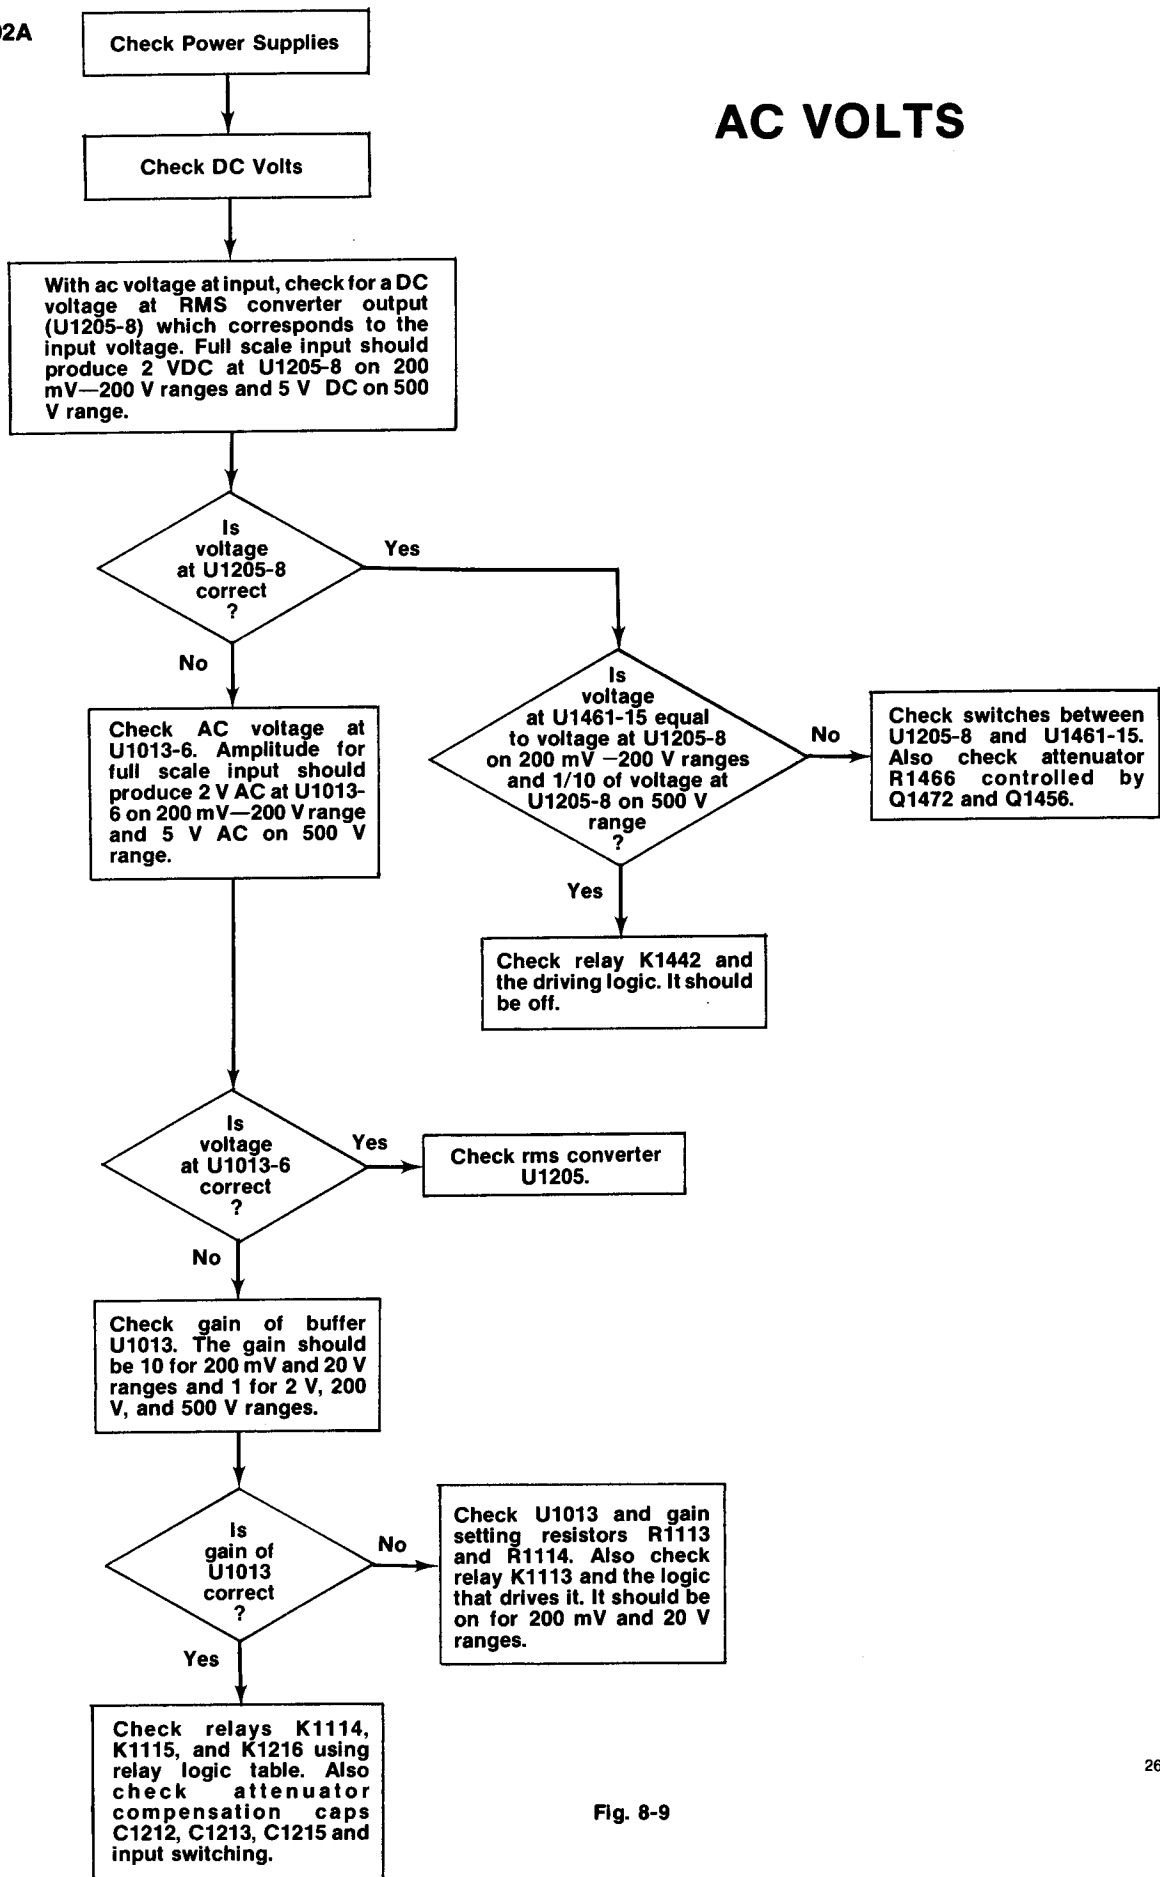 02A
Check Power Supplies
AC VOLTS
Check DC Volts
With ac voltage at input, check for a DC
voltage at RMS converter output
(U1205-8) which corresponds to the
input voltage. Full scale input should
produce 2 VDC at U1205-8 on 200
mV—200 V ranges and 5 V DC on 500
V range.
Is
voltage
at U1205-8
correct
?
Yes
No
Is
voltage
at U1461-15 equal
to voltage at U1205-8
on 200 mV —200 V ranges
and 1/10 of voltage at
U1205-8 on 500 V
range
?
No
Check switches between
U1205-8 and U1461-15.
Also check attenuator
R1466 controlled by
Q1472 and Q1456.
Check AC voltage at
U1013-6. Amplitude for
full scale input should
produce 2 V AC at U1013-
6 on 200 mV—200 V range
and 5 V AC on 500 V
range.
Yes
Check relay K1442 and
the driving logic. It should
be off.
Is
voltage
at U1013-6
correct
?
Yes
Check rms converter
U1205.
No
Check gain of buffer
U1013. The gain should
be 10 for 200 mV and 20 V
ranges and 1 for 2 V, 200
V, and 500 V ranges.
Is
gain of
U1013
correct
?
No
Check U1013 and gain
setting resistors R1113
and R1114. Also check
relay K1113 and the logic
that drives it. It should be
on for 200 mV and 20 V
ranges.
Yes
Check relays K1114,
K1115, and K1216 using
relay logic table. Also
check attenuator
compensation caps
C1212, C1213, C1215 and
input switching.
26
Fig. 8-9